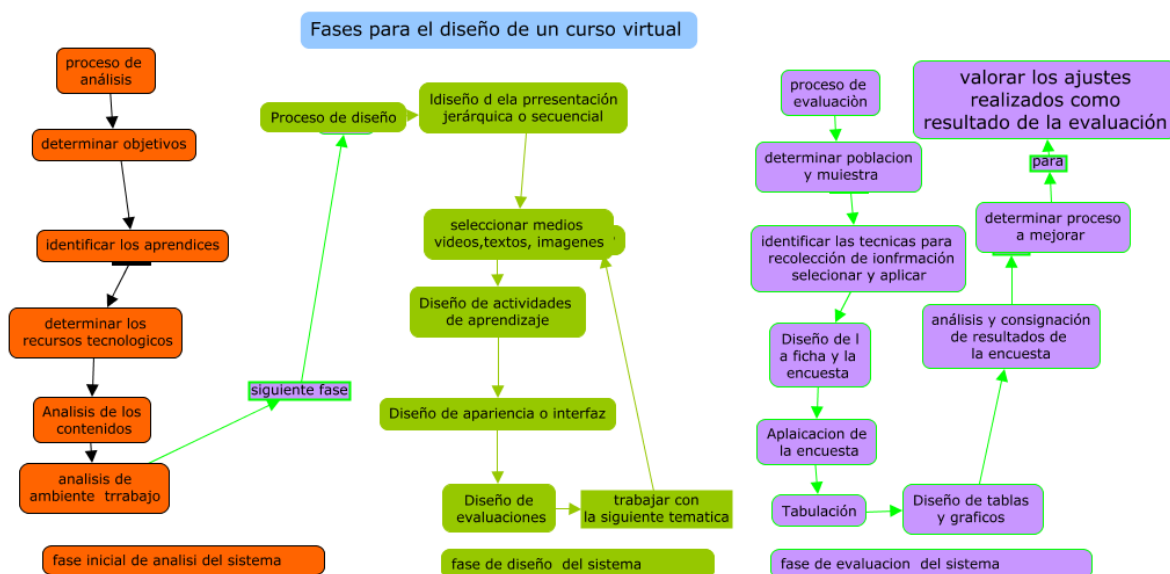 Fases para el diseño de un curso virtual
proceso de
análisis
determinar objetivos
identificar los aprendices
determinar los
recursos tecnologicos
Analisis de los
contenidos
analisis de
ambiente trrabajo
fase inicial de analisi del sistema
siguiente fase
Proceso de diseño
ldiseño d ela prresentación
jerárquica o secuencial
seleccionar medios
videos,textos, imagenes
Diseño de actividades
de aprendizaje
Diseño de apariencia o interfaz
Diseño de
evaluaciones
trabajar con
la siguiente tematica
fase de diseño del sistema
proceso de
evaluaciòn
determinar poblacion
y muiestra
identificar las tecnicas para
recolección de ionfrmación
selecionar y aplicar
Diseño de l
a ficha y la
encuesta
Aplaicacion de
la encuesta
Tabulación
Diseño de tablas
y graficos
análisis y consignación
de resultados de
la encuesta
determinar proceso
a mejorar
para
valorar los ajustes
realizados como
resultado de la evaluación
fase de evaluacion del sistema